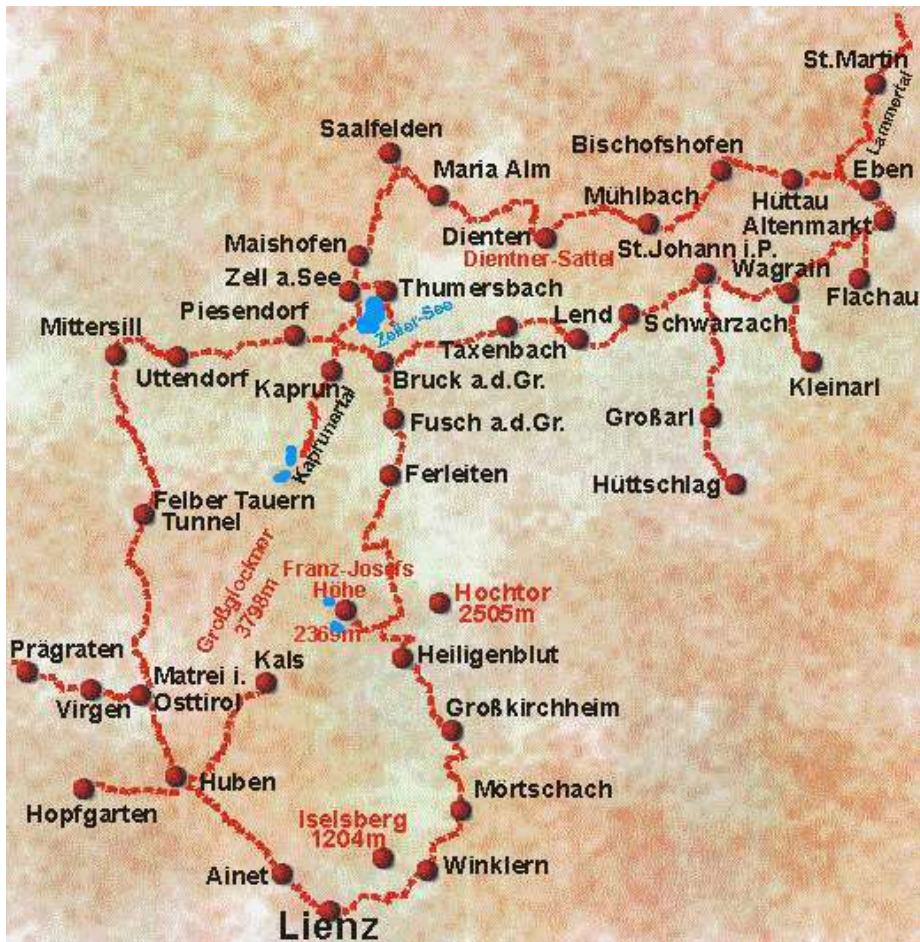 St.Martin
Lammertal
Saalfelden
Bischofshofen
Maria Alm
Eben
Mühlbach
Hüttau
Altenmarkt
Maishofen
Dienten
St.Johann i.P.
Dientner-Sattel
Wagrain
Zell a.See
Thumersbach
Flachau
Piesendorf
Zeller-See
Lend
Schwarzach
Mittersill
Taxenbach
Uttendorf
Kaprun
Bruck a.d.Gr.
Kleinarl
Fusch a.d.Gr.
Großarl
Kaprunertal
Ferleiten
Hüttschlag
Felber Tauern
Tunnel
Großglockner
3798m
Franz-Josefs
Höhe
2369m
Hochtor
2505m
Prägraten
Kals
Heiligenblut
Matrei i.
Osttirol
Virgen
Großkirchheim
Huben
Mörtschach
Hopfgarten
Iselsberg
1204m
Winklern
Ainet
Lienz